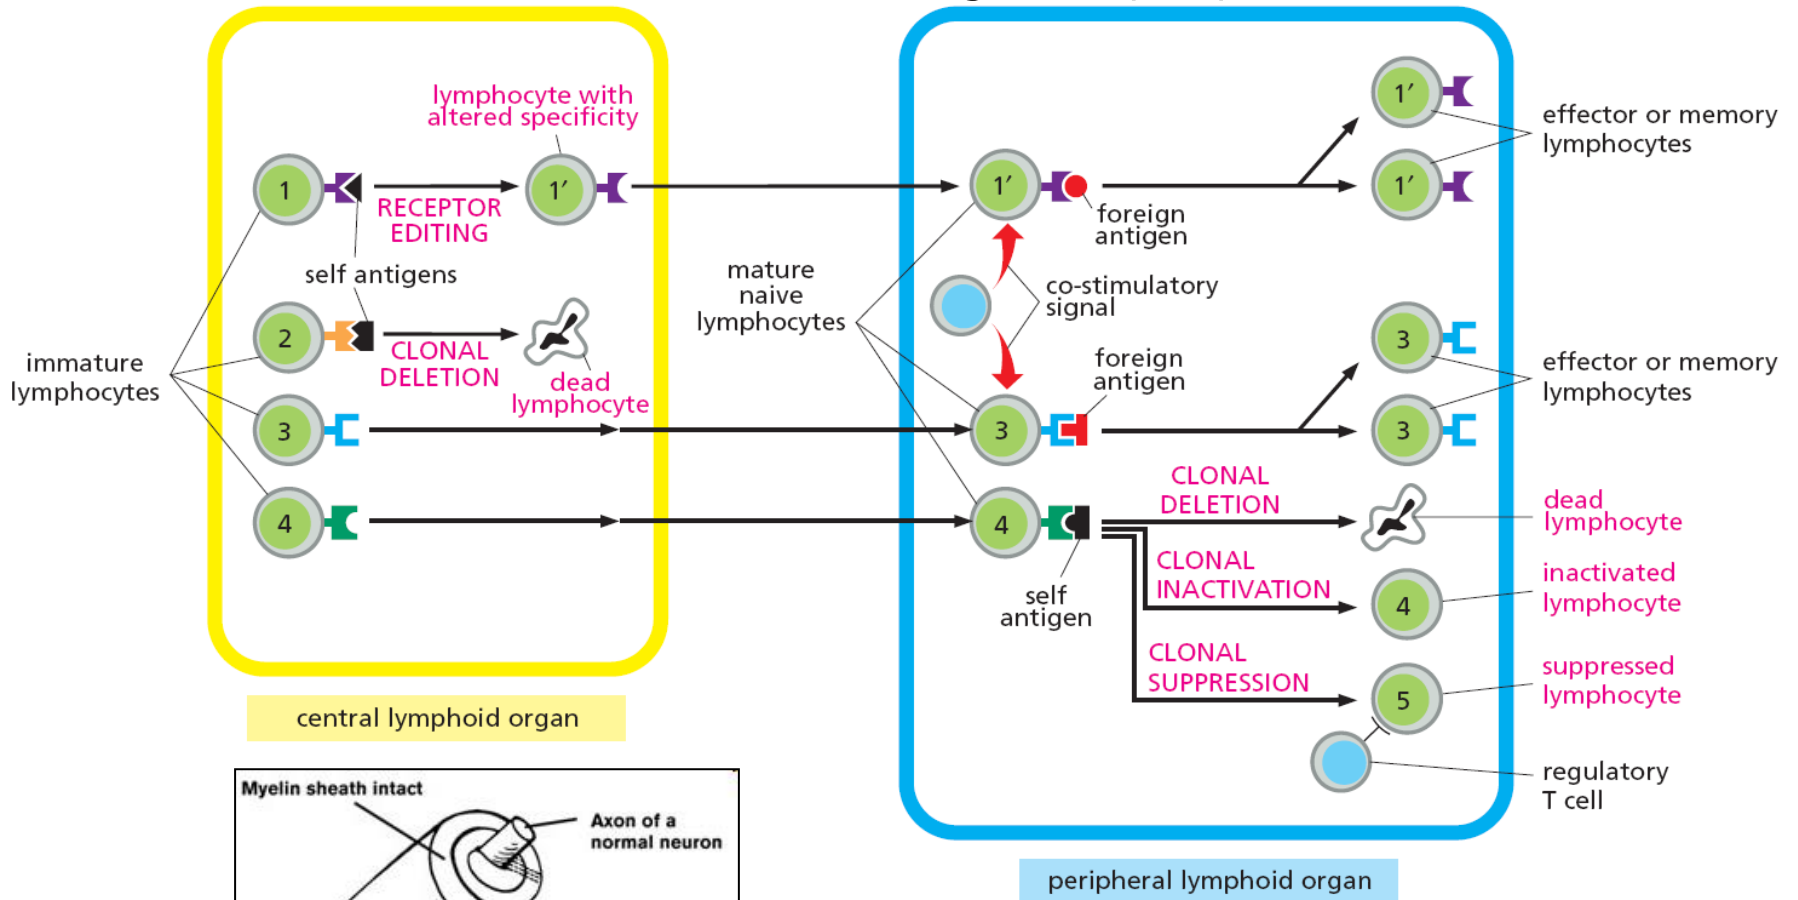 lymphocyte with
altered specificity
1
RECEPTOR
EDITING
1′
self antigens
2
CLONAL
DELETION
dead
lymphocyte
immature
lymphocytes
3
4
central lymphoid organ
mature
naive
lymphocytes
1′
foreign
antigen
co-stimulatory
signal
foreign
antigen
3
4
self
antigen
1′
1′
effector or memory
lymphocytes
3
3
effector or memory
lymphocytes
CLONAL
DELETION
dead
lymphocyte
CLONAL
INACTIVATION
4
inactivated
lymphocyte
CLONAL
SUPPRESSION
5
suppressed
lymphocyte
regulatory
T cell
peripheral lymphoid organ
Myelin sheath intact
Axon of a
normal neuron